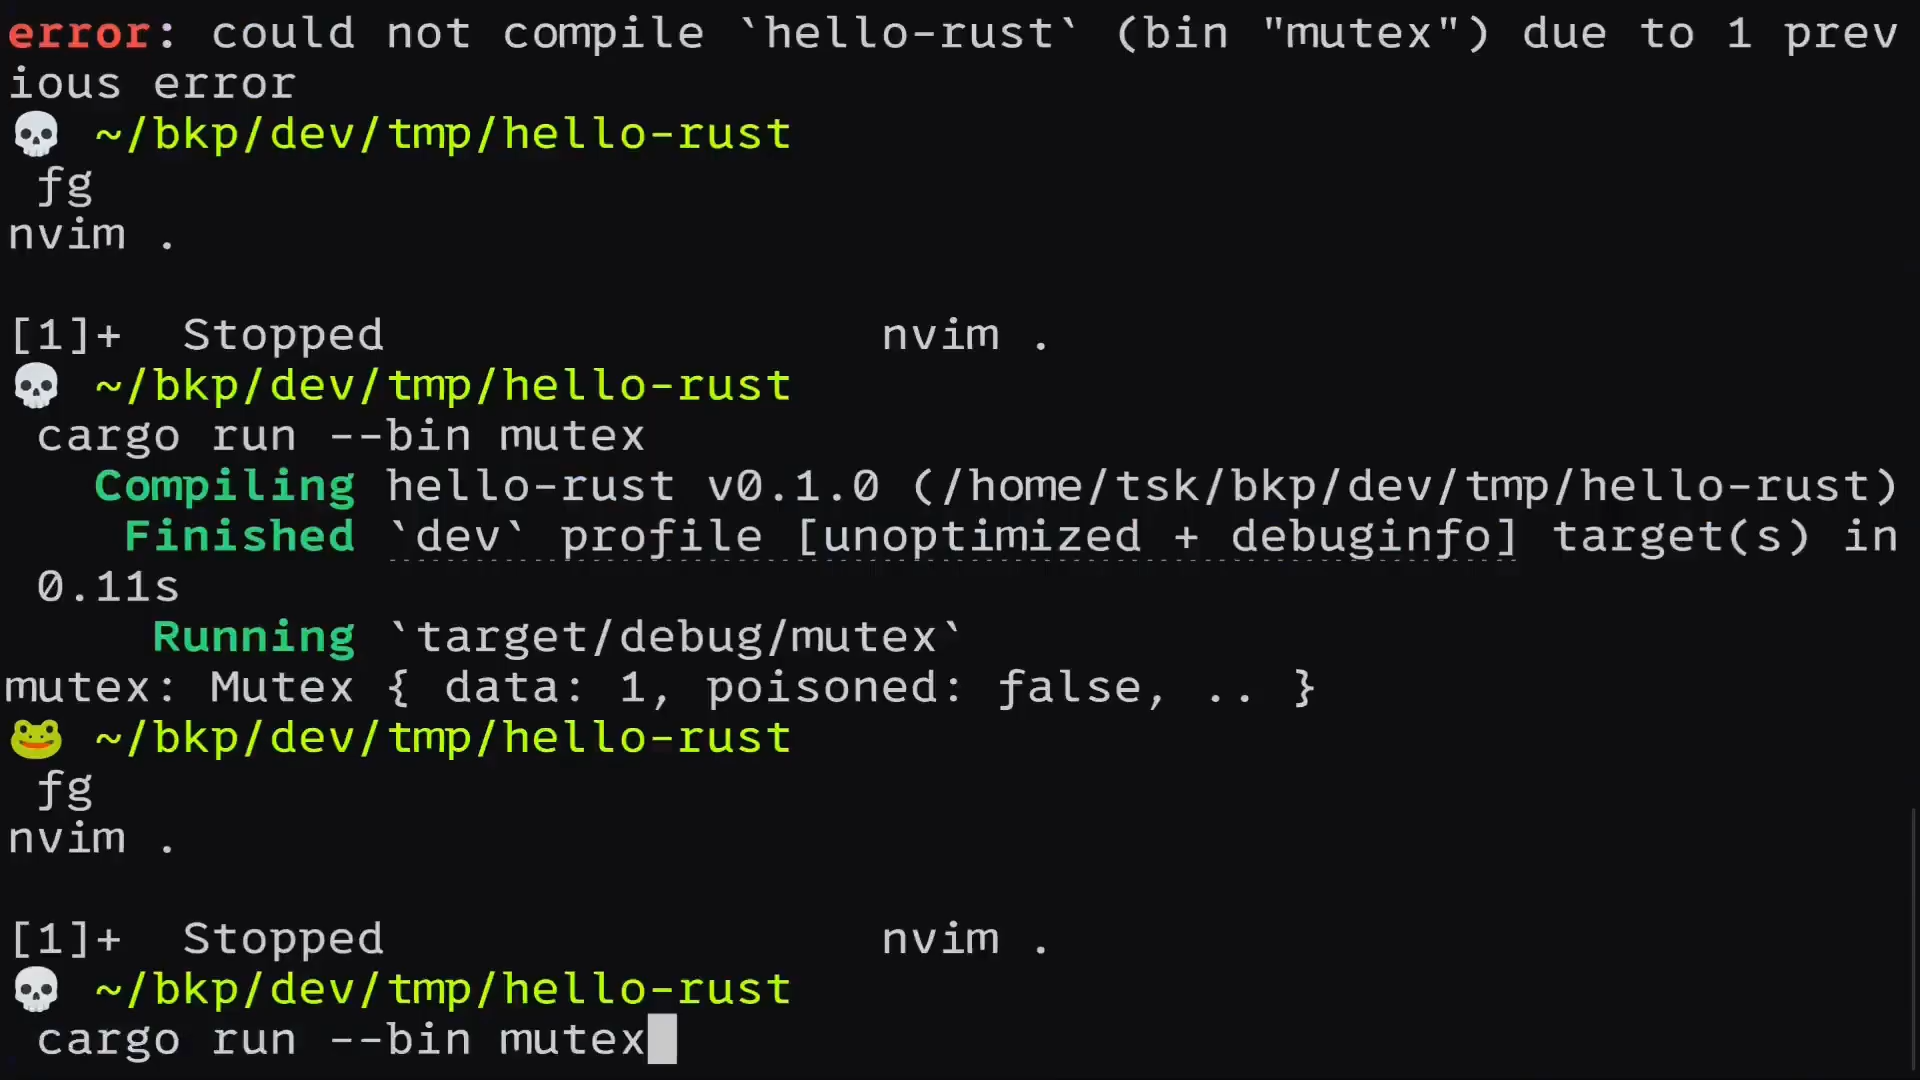 error: could not compile `hello-rust` (bin "mutex") due to 1 prev
ious error
💀 ~/bkp/dev/tmp/hello-rust
fg
nvim .
[1]+  Stopped                 nvim .
💀 ~/bkp/dev/tmp/hello-rust
cargo run --bin mutex
Compiling hello-rust v0.1.0 (/home/tsk/bkp/dev/tmp/hello-rust)
Finished `dev` profile [unoptimized + debuginfo] target(s) in
0.11s
Running `target/debug/mutex`
mutex: Mutex { data: 1, poisoned: false, .. }
🐸 ~/bkp/dev/tmp/hello-rust
fg
nvim .
[1]+  Stopped                 nvim .
💀 ~/bkp/dev/tmp/hello-rust
cargo run --bin mutex